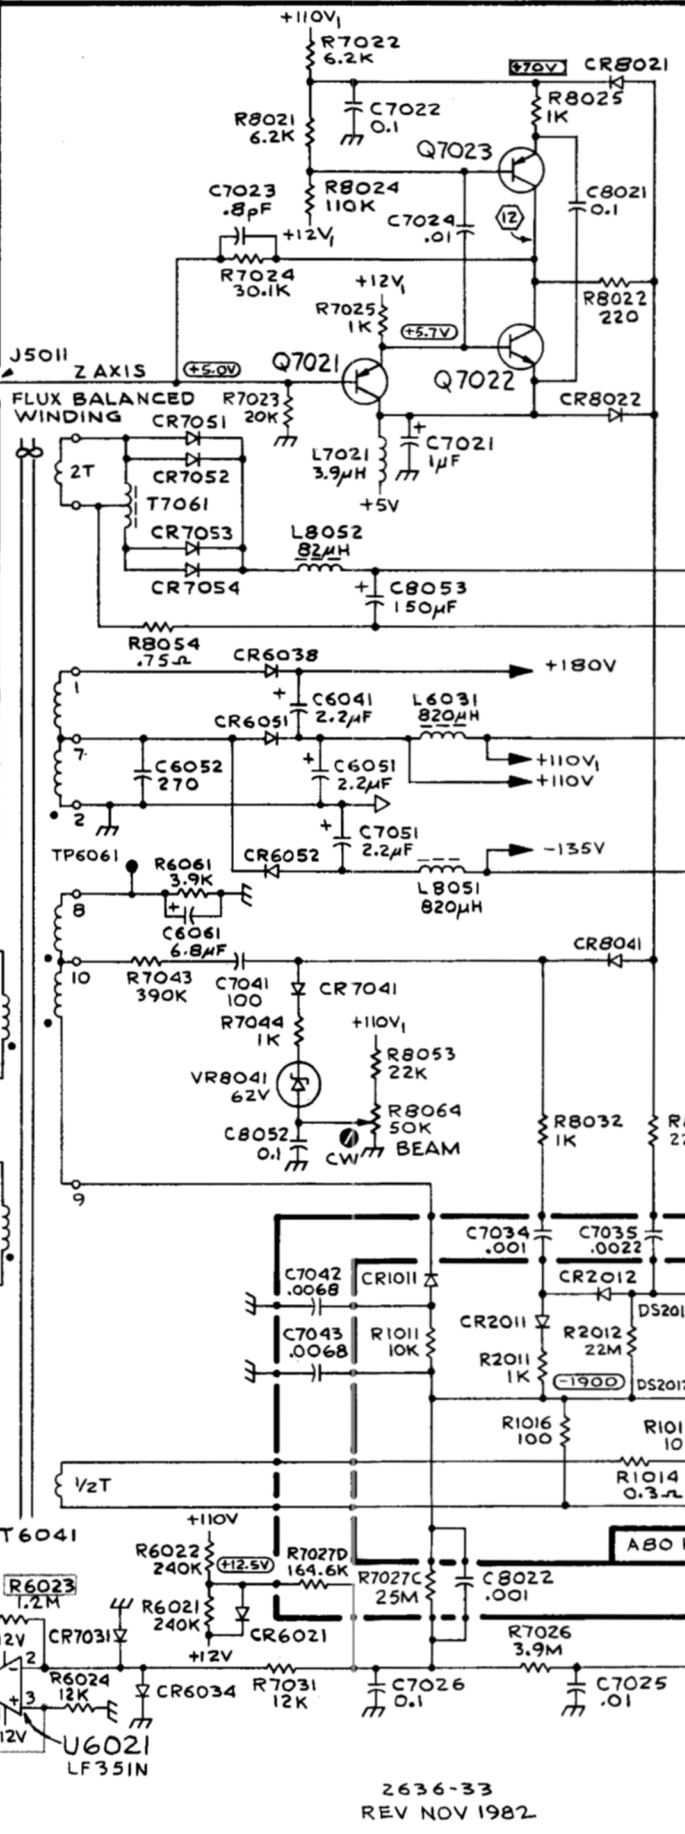 +110V₁
R7022
6.2K
+70V
CR8021
R8025
1K
R8021
6.2K
C7022
0.1
Q7023
C7023
.8pF
R8024
110K
C7024
.01
12
C8021
0.1
+12V₁
R7024
30.1K
+12V₁
R7025
1K
+5.7V
R8022
220
J5011
Z AXIS
+5.0V
Q7021
Q7022
FLUX BALANCED
WINDING
R7023
20K
CR8022
CR7051
2T
CR7052
L7021
3.9µH
C7021
1µF
+
T7061
+5V
CR7053
L8052
82µH
CR7054
+
C8053
150µF
R8054
.75Ω
CR6038
1
+180V
+
C6041
2.2µF
L6031
820µH
CR6051
7
C6052
270
+
C6051
2.2µF
+110V₁
+110V
2
+
C7051
2.2µF
TP6061
CR6052
-135V
R6061
3.9K
L8051
820µH
8
+
C6061
6.8µF
CR8041
10
R7043
390K
C7041
100
CR7041
R7044
1K
+110V₁
R8053
22K
VR8041
62V
R8064
50K
R8032
1K
C8052
0.1
CW
BEAM
9
C7034
.001
C7035
.0022
C7042
.0068
CR1011
CR2012
C7043
.0068
R1011
10K
CR2011
R2012
22M
R2011
1K
-1900
R1016
100
1/2T
R1014
0.3Ω
T6041
+110V
R6022
240K
+12.5V
R7027D
164.6K
R7027C
25M
C8022
.001
R6023
1.2M
R6021
240K
CR6021
CR7031
+12V
R7026
3.9M
2
-
R6024
12K
CR6034
R7031
12K
C7026
0.1
C7025
.01
+
3
U6021
LF351N
2636-33
REV NOV 1982